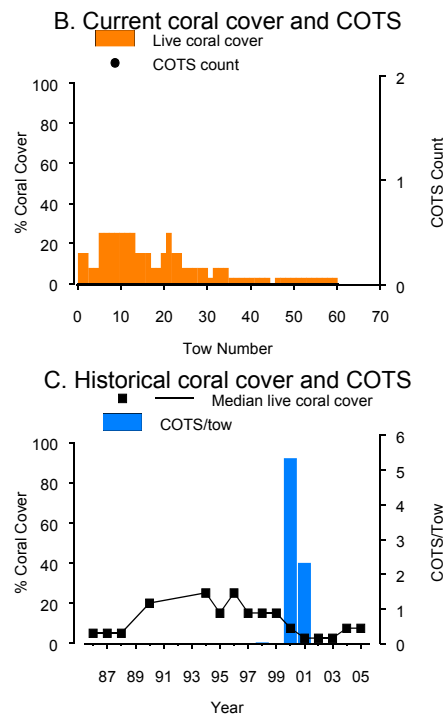 B. Current coral cover and COTS
Live coral cover
COTS count
100
80
60
40
20
0
% Coral Cover
2
1
0
COTS Count
0 10 20 30 40 50 60 70
Tow Number
C. Historical coral cover and COTS
Median live coral cover
COTS/tow
100
80
60
40
20
0
% Coral Cover
6
5
4
3
2
1
0
COTS/Tow
87 89 91 93 95 97 99 01 03 05
Year